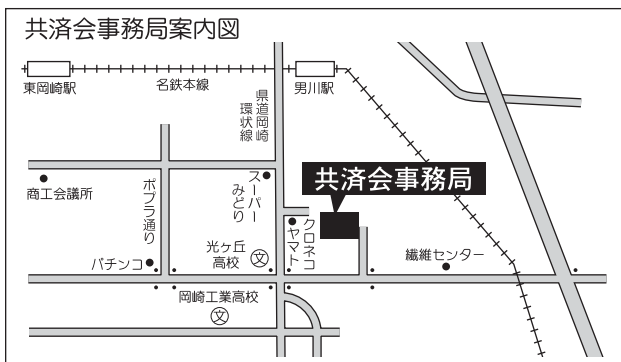 共済会事務局案内図
東岡崎駅
名鉄本線
男川駅
県道岡崎
環状線
商工会議所
ポプラ通り
スーパー
みどり
共済会事務局
クロネコ
ヤマト
光ヶ丘
高校
文
パチンコ
繊維センター
岡崎工業高校
文